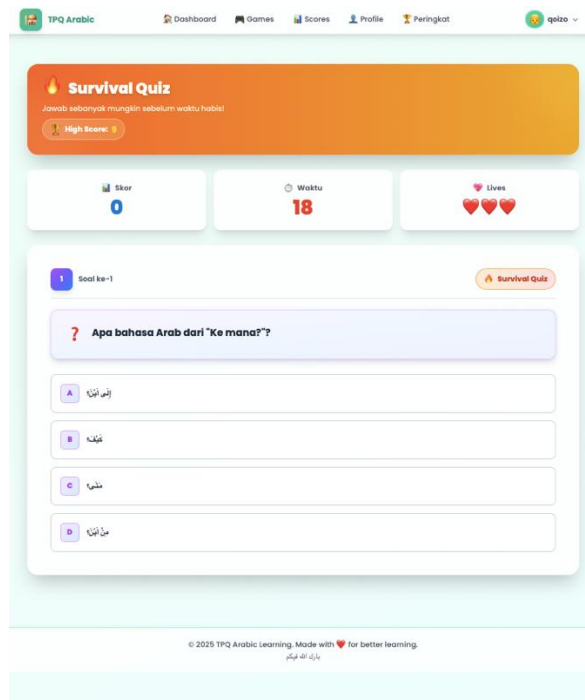 TPQ Arabic
Dashboard Games Scores Profile Peringkat
qoizo
Survival Quiz
Jawab sebanyak mungkin sebelum waktu habis!
High Score: 9
Skor
0
Waktu
18
Lives
1 Soal ke-1
Survival Quiz
Apa bahasa Arab dari "Ke mana?"?
A إِلَى أَيْنَ؟
B كَيْفَ؟
C مَتَى؟
D مِنْ أَيْنَ؟
© 2025 TPQ Arabic Learning. Made with ❤️ for better learning.
بارك الله فيكم